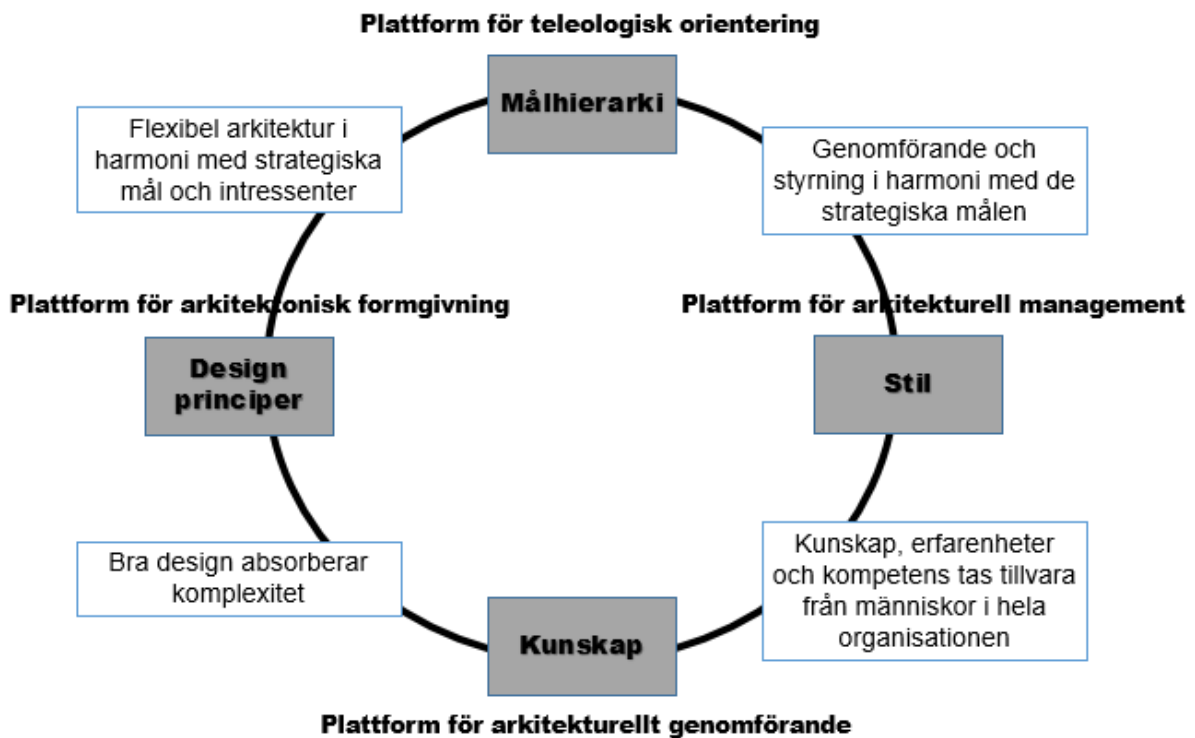 Plattform för teleologisk orientering
Målhierarki
Flexibel arkitektur i
harmoni med strategiska
mål och intressenter
Genomförande och
styrning i harmoni med de
strategiska målen
Plattform för arkitektonisk formgivning
Plattform för arkitekturell management
Design
principer
Stil
Bra design absorberar
komplexitet
Kunskap, erfarenheter
och kompetens tas tillvara
från människor i hela
organisationen
Kunskap
Plattform för arkitekturellt genomförande